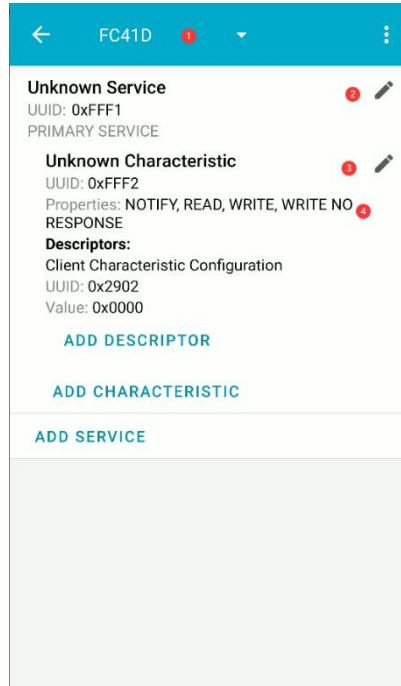 FC41D 1
Unknown Service
2
UUID: 0xFFF1
PRIMARY SERVICE
Unknown Characteristic
3
UUID: 0xFFF2
Properties: NOTIFY, READ, WRITE, WRITE NO 4
RESPONSE
Descriptors:
Client Characteristic Configuration
UUID: 0x2902
Value: 0x0000
ADD DESCRIPTOR
ADD CHARACTERISTIC
ADD SERVICE